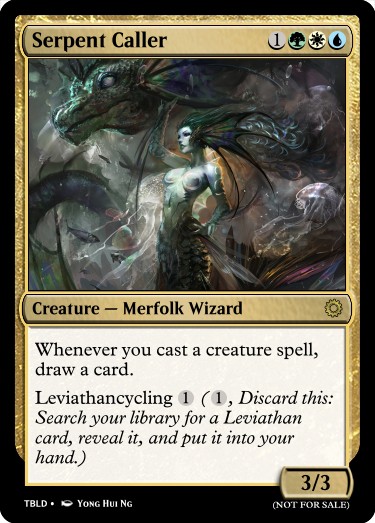 Serpent Caller 1
Creature — Merfolk Wizard
Whenever you cast a creature spell,
draw a card.
Leviathancycling 1 (1, Discard this:
Search your library for a Leviathan
card, reveal it, and put it into your
hand.)
3/3
TBLD • Yong Hui Ng
(NOT FOR SALE)